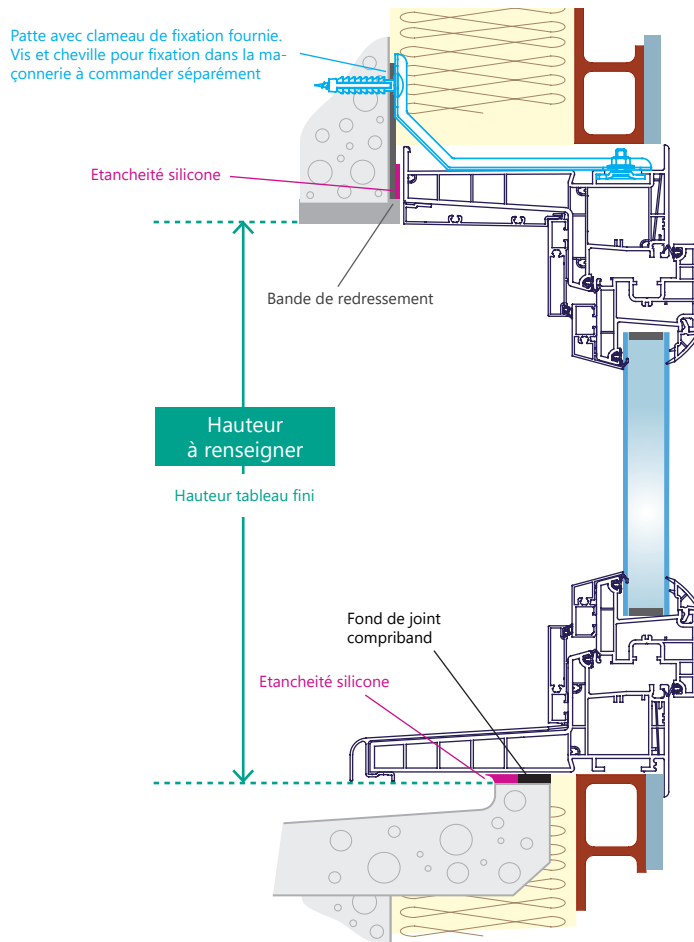 Patte avec clameau de fixation fournie.
Vis et cheville pour fixation dans la ma-
çonnerie à commander séparément
Etancheité silicone
Bande de redressement
Hauteur
à renseigner
Hauteur tableau fini
Fond de joint
compriband
Etancheité silicone